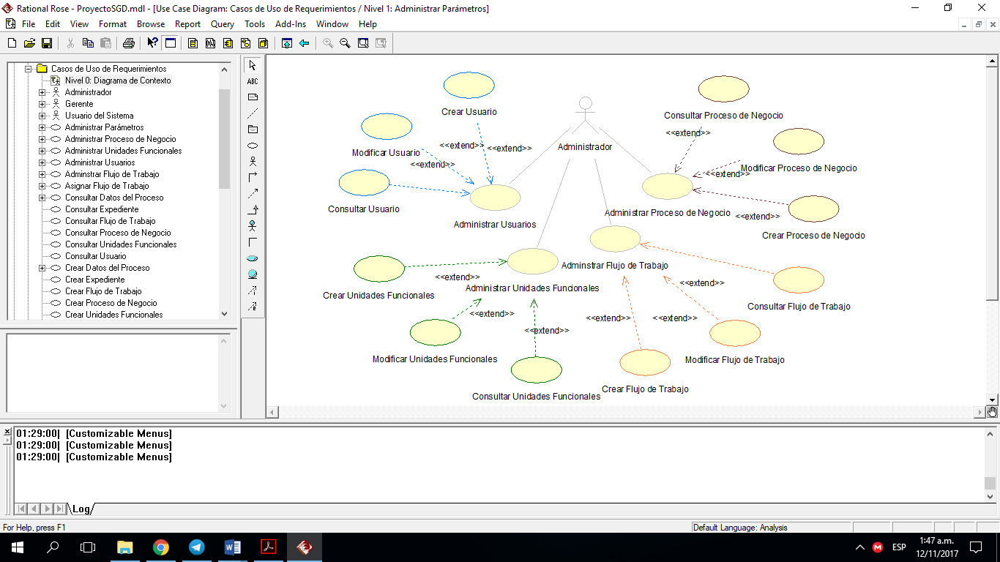 Rational Rose - ProyectoSGD.mdl - [Use Case Diagram: Casos de Uso de Requerimientos / Nivel 1: Administrar Parámetros]
File Edit View Format Browse Report Query Tools Add-Ins Window Help
Casos de Uso de Requerimientos
Nivel 0: Diagrama de Contexto
Administrador
Gerente
Usuario del Sistema
Administrar Parámetros
Administrar Proceso de Negocio
Administrar Unidades Funcionales
Administrar Usuarios
Adminstrar Flujo de Trabajo
Asignar Flujo de Trabajo
Consultar Datos del Proceso
Consultar Expediente
Consultar Flujo de Trabajo
Consultar Proceso de Negocio
Consultar Unidades Funcionales
Consultar Usuario
Crear Datos del Proceso
Crear Expediente
Crear Flujo de Trabajo
Crear Proceso de Negocio
Crear Unidades Funcionales
ABC
Crear Usuario
Consultar Proceso de Negocio
<<extend>>
Modificar Usuario
<<extend>>
<<extend>>
Administrador
<<extend>>
Modificar Proceso de Negocio
<<extend>>
Consultar Usuario
Administrar Usuarios
Administrar Proceso de Negocio
<<extend>>
Crear Proceso de Negocio
Adminstrar Flujo de Trabajo
<<extend>>
<<extend>>
Administrar Unidades Funcionales
Crear Unidades Funcionales
Consultar Flujo de Trabajo
<<extend>>
<<extend>>
<<extend>>
<<extend>>
Modificar Unidades Funcionales
Modificar Flujo de Trabajo
Crear Flujo de Trabajo
Consultar Unidades Funcionales
01:29:00| [Customizable Menus]
01:29:00| [Customizable Menus]
01:29:00| [Customizable Menus]
Log
For Help, press F1
Default Language: Analysis
ESP
1:47 a.m.
12/11/2017